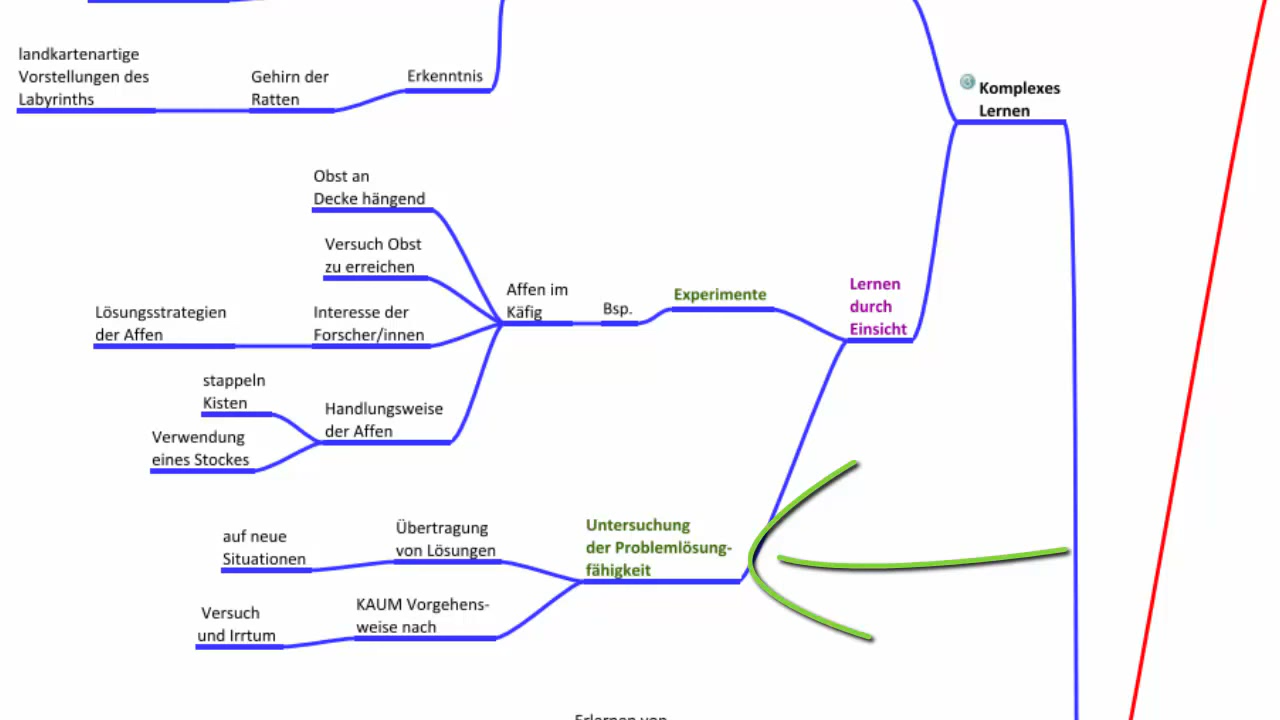 landkartenartige
Vorstellungen des
Labyrinths
Gehirn der
Ratten
Erkenntnis
Komplexes
Lernen
Obst an
Decke hängend
Versuch Obst
zu erreichen
Lösungsstrategien
der Affen
Interesse der
Forscher/innen
Affen im
Käfig
Bsp.
Experimente
Lernen
durch
Einsicht
stappeln
Kisten
Verwendung
eines Stockes
Handlungsweise
der Affen
auf neue
Situationen
Übertragung
von Lösungen
Untersuchung
der Problemlösung-
fähigkeit
Versuch
und Irrtum
KAUM Vorgehens-
weise nach
Erlernen von